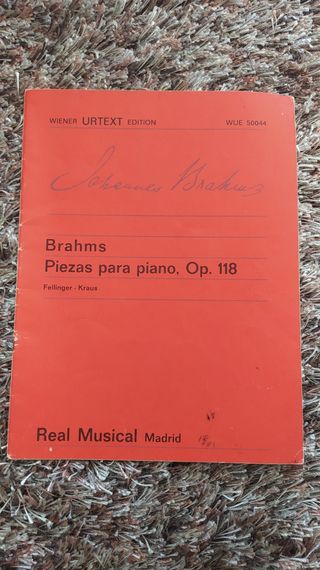 WIENER URTEXT EDITION WUE 50044
Johannes Brahms
Brahms
Piezas para piano, Op. 118
Fellinger - Kraus
Real Musical Madrid